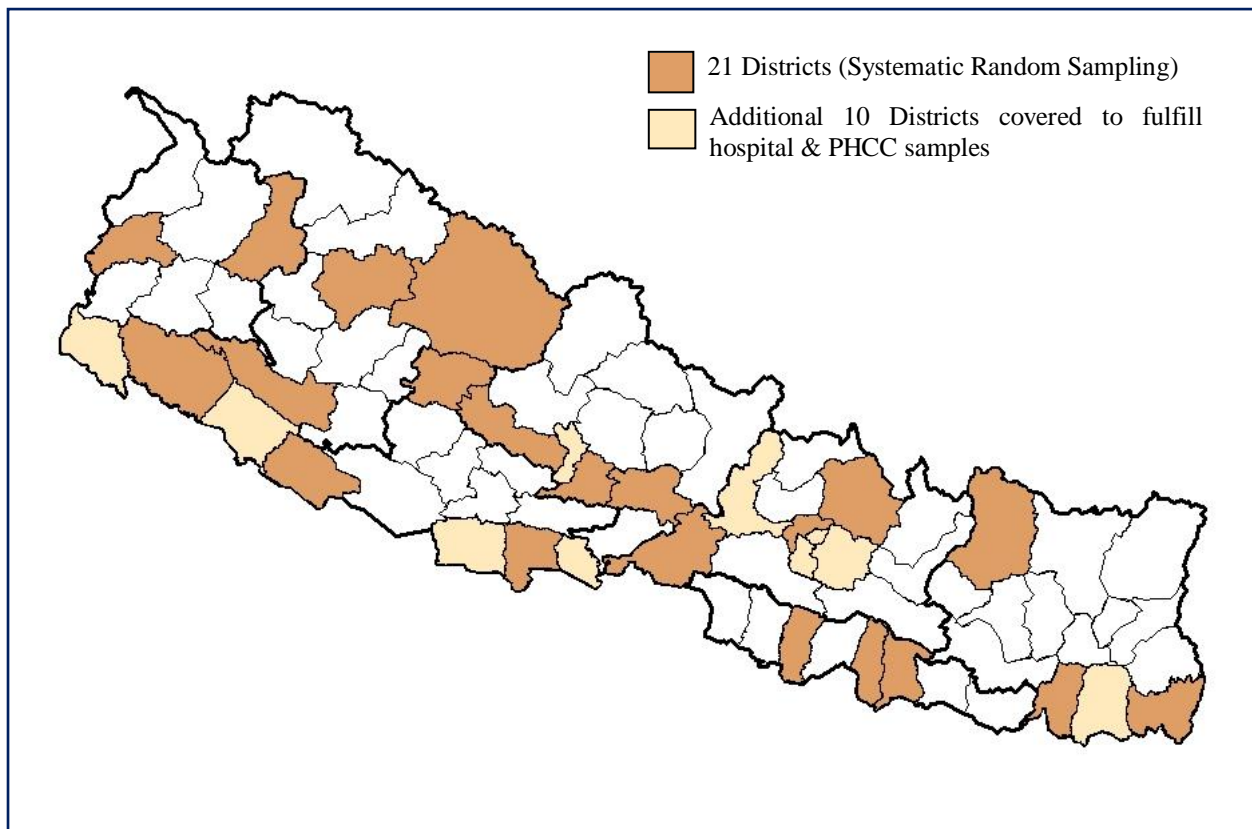 21 Districts (Systematic Random Sampling)
Additional 10 Districts covered to fulfill
hospital & PHCC samples